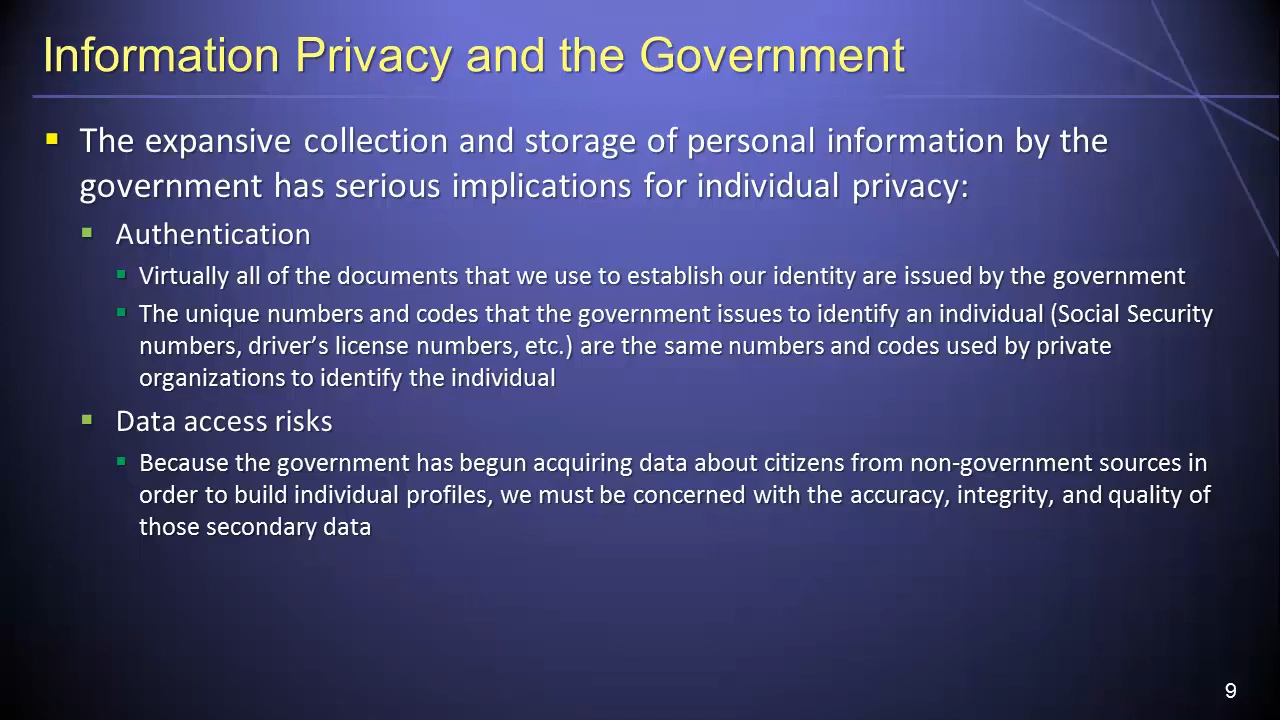 Information Privacy and the Government
The expansive collection and storage of personal information by the
government has serious implications for individual privacy:
Authentication
Virtually all of the documents that we use to establish our identity are issued by the government
The unique numbers and codes that the government issues to identify an individual (Social Security
numbers, driver’s license numbers, etc.) are the same numbers and codes used by private
organizations to identify the individual
Data access risks
Because the government has begun acquiring data about citizens from non-government sources in
order to build individual profiles, we must be concerned with the accuracy, integrity, and quality of
those secondary data
9